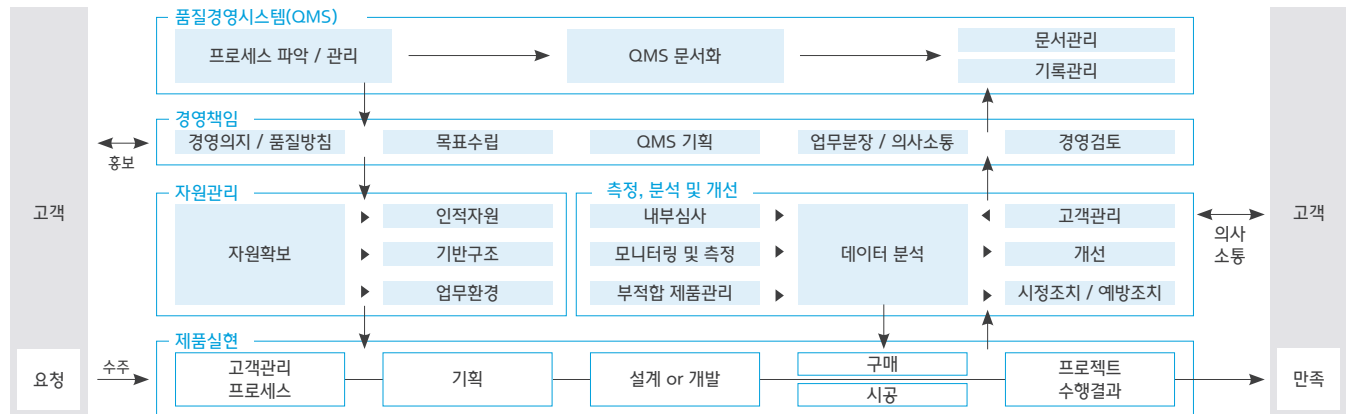 품질경영시스템(QMS)
프로세스 파악 / 관리
QMS 문서화
문서관리
기록관리
경영책임
경영의지 / 품질방침
목표수립
QMS 기획
업무분장 / 의사소통
경영검토
홍보
고객
자원관리
자원확보
인적자원
기반구조
업무환경
측정, 분석 및 개선
내부심사
모니터링 및 측정
부적합 제품관리
데이터 분석
고객관리
개선
시정조치 / 예방조치
의사
소통
고객
제품실현
요청
수주
고객관리
프로세스
기획
설계 or 개발
구매
시공
프로젝트
수행결과
만족